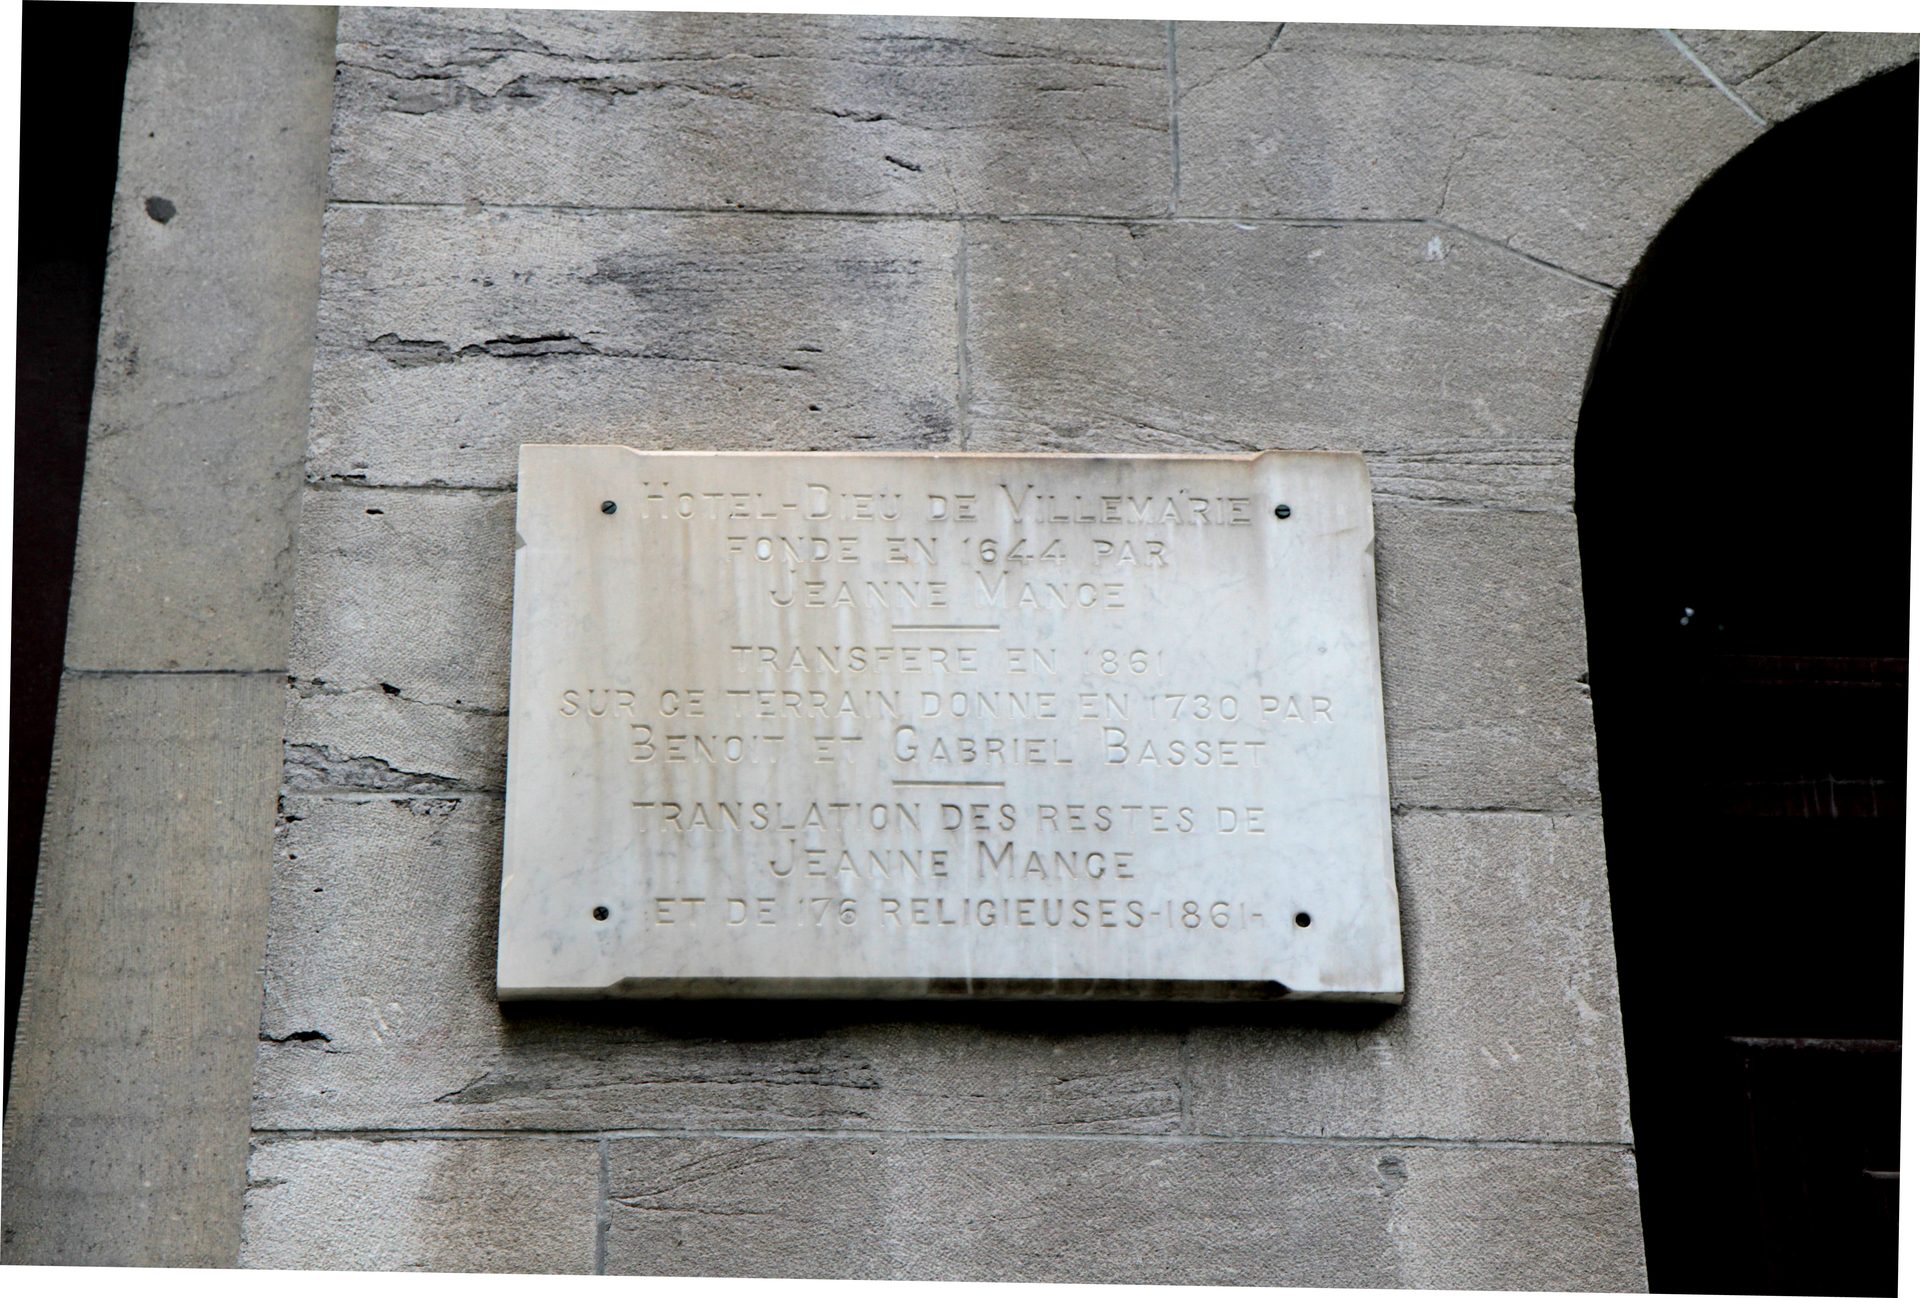 HOTEL-DIEU DE VILLEMARIE
FONDE EN 1644 PAR
JEANNE MANCE
TRANSFERE EN 1861
SUR CE TERRAIN DONNE EN 1730 PAR
BENOIT ET GABRIEL BASSET
TRANSLATION DES RESTES DE
JEANNE MANCE
ET DE 176 RELIGIEUSES-1861-